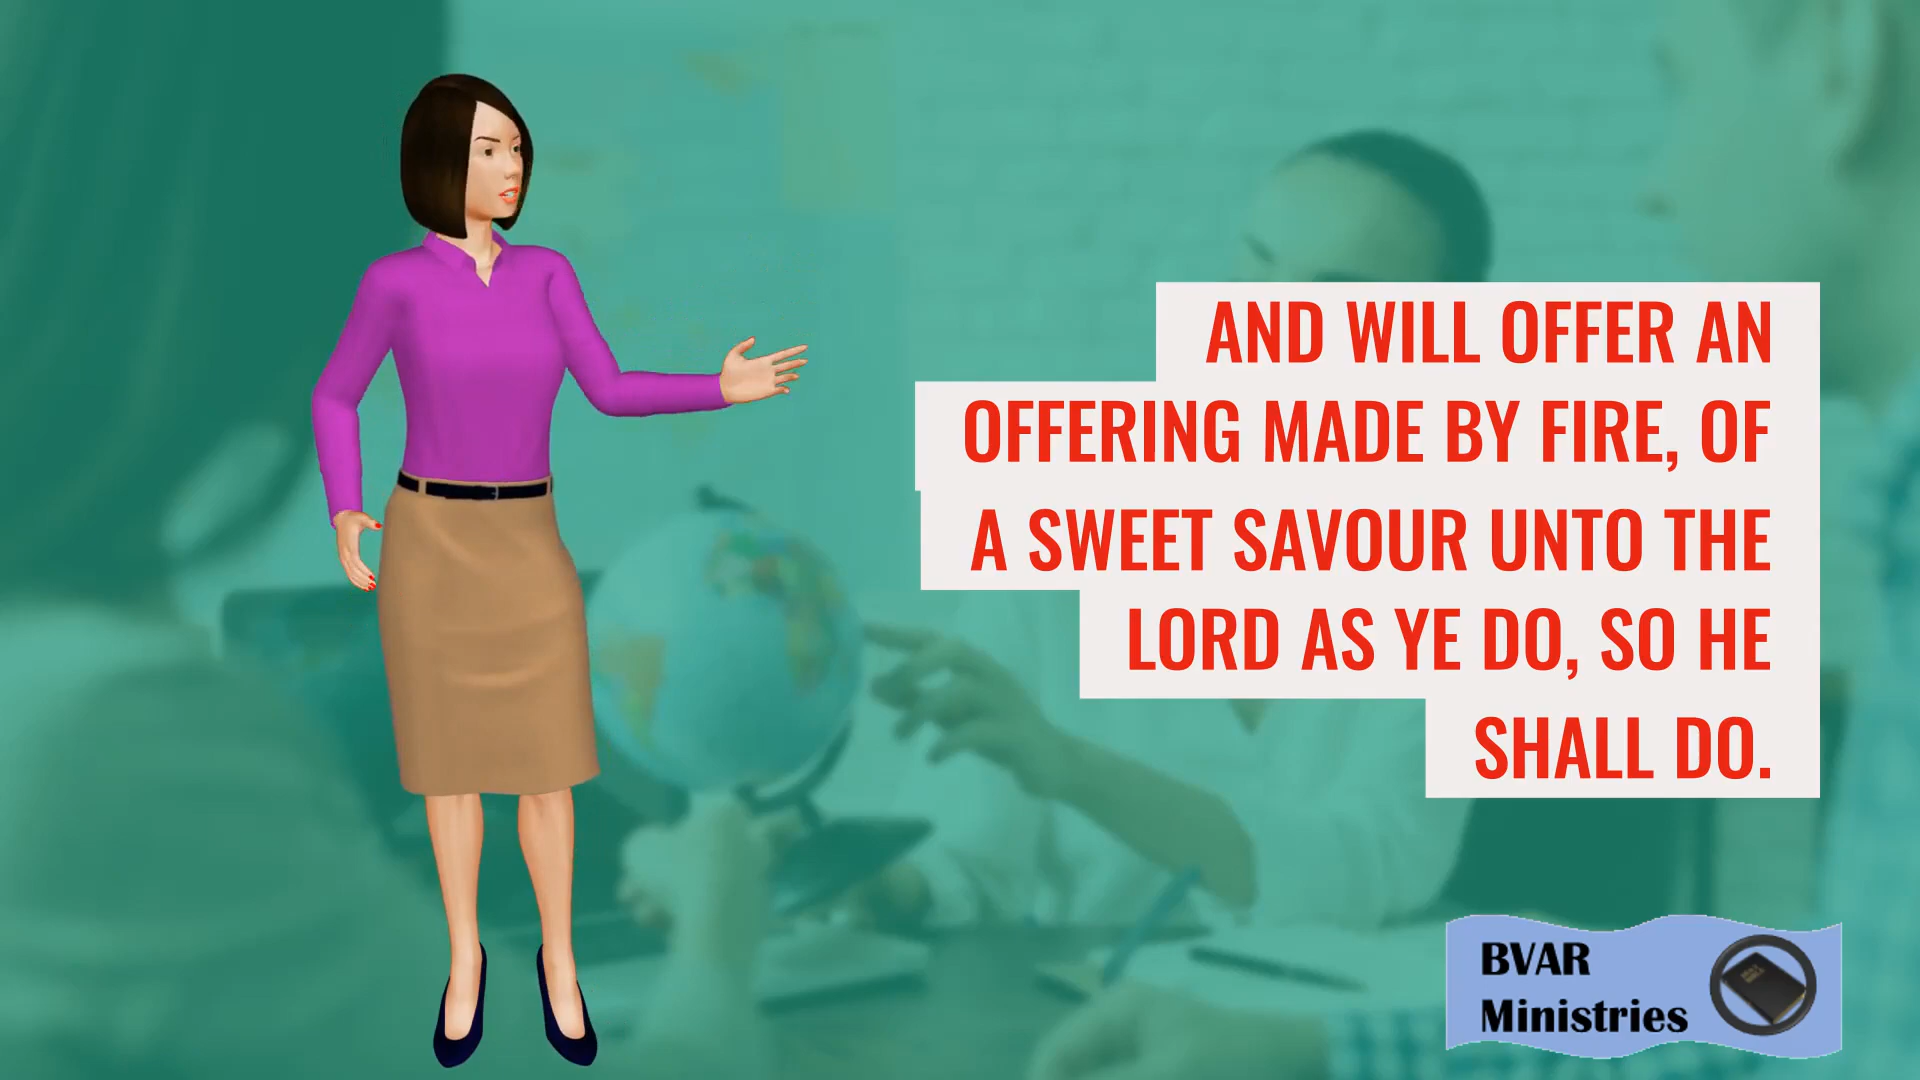 AND WILL OFFER AN
OFFERING MADE BY FIRE, OF
A SWEET SAVOUR UNTO THE
LORD AS YE DO, SO HE
SHALL DO.
BVAR
Ministries